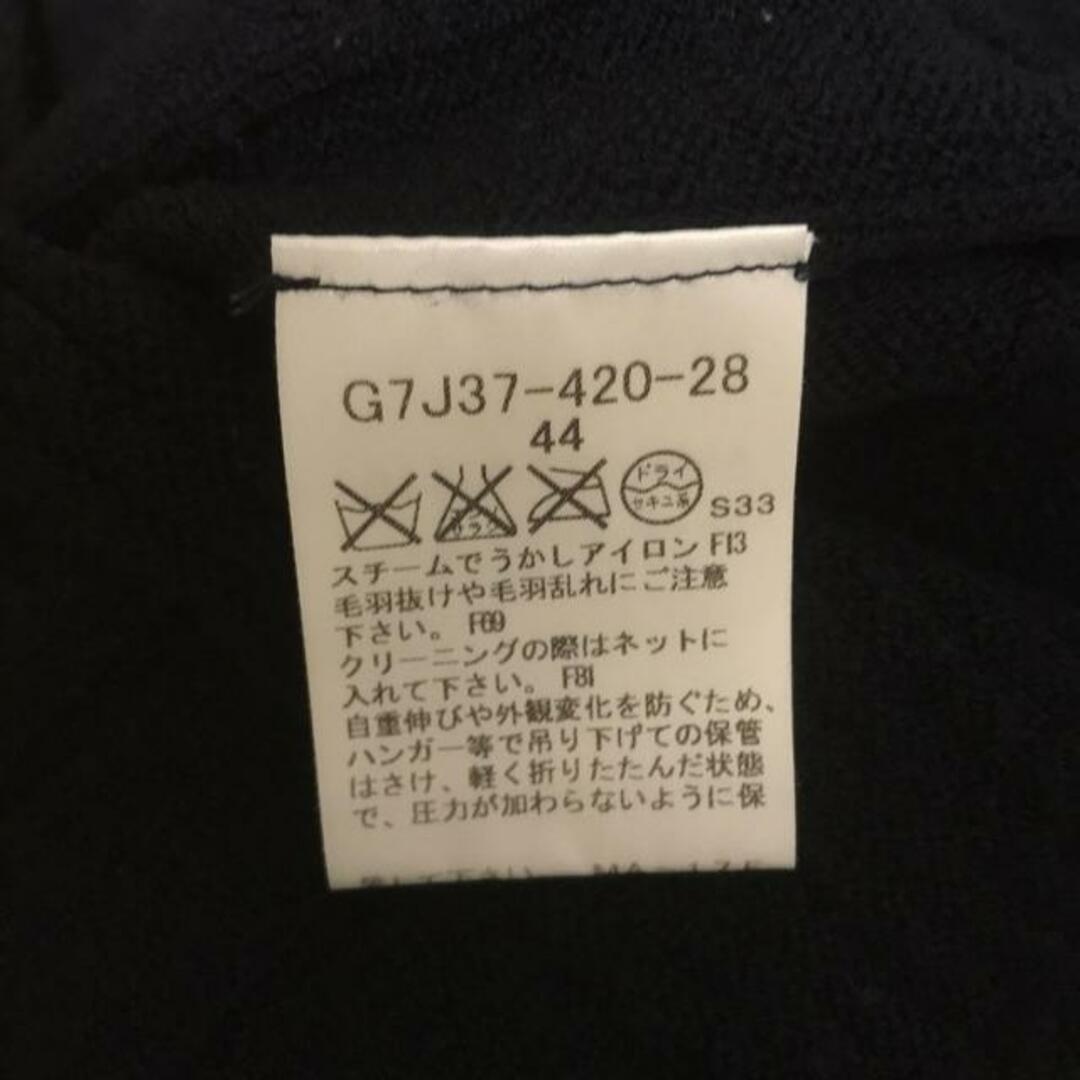 G7J37-420-28
44
エンソ サラシ ドライ セキユ系 S33
スチームでうかしアイロン F13
毛羽抜けや毛羽乱れにご注意
下さい。 F69
クリーニングの際はネットに
入れて下さい。 F81
自重伸びや外観変化を防ぐため、
ハンガー等で吊り下げての保管
はさけ、軽く折りたたんだ状態
で、圧力が加わらないように保